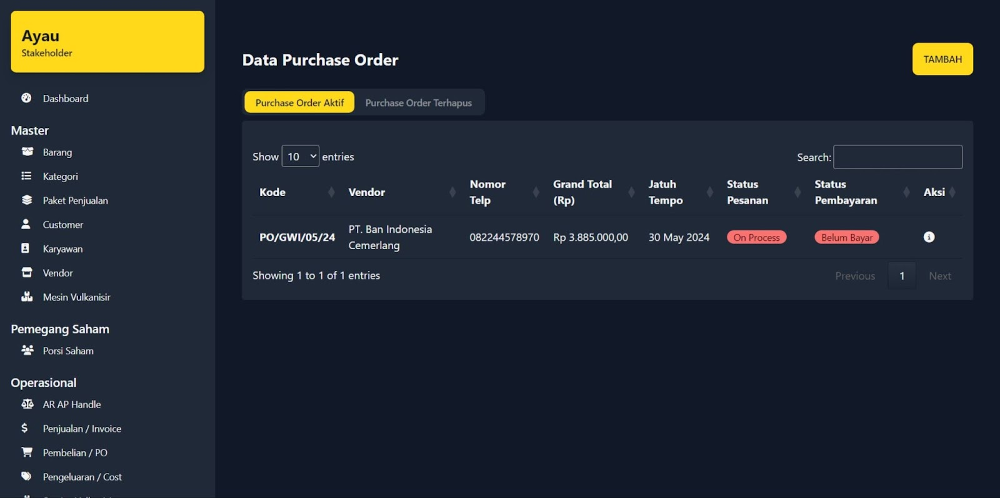 Ayau
Stakeholder
Dashboard
Master
Barang
Kategori
Paket Penjualan
Customer
Karyawan
Vendor
Mesin Vulkanisir
Pemegang Saham
Porsi Saham
Operasional
AR AP Handle
Penjualan / Invoice
Pembelian / PO
Pengeluaran / Cost
Data Purchase Order
TAMBAH
Purchase Order Aktif
Purchase Order Terhapus
Show 10 entries
Search:
Kode
Vendor
Nomor
Telp
Grand Total
(Rp)
Jatuh
Tempo
Status
Pesanan
Status
Pembayaran
Aksi
PO/GWI/05/24
PT. Ban Indonesia
Cemerlang
082244578970
Rp 3.885.000,00
30 May 2024
On Process
Belum Bayar
Showing 1 to 1 of 1 entries
Previous
1
Next